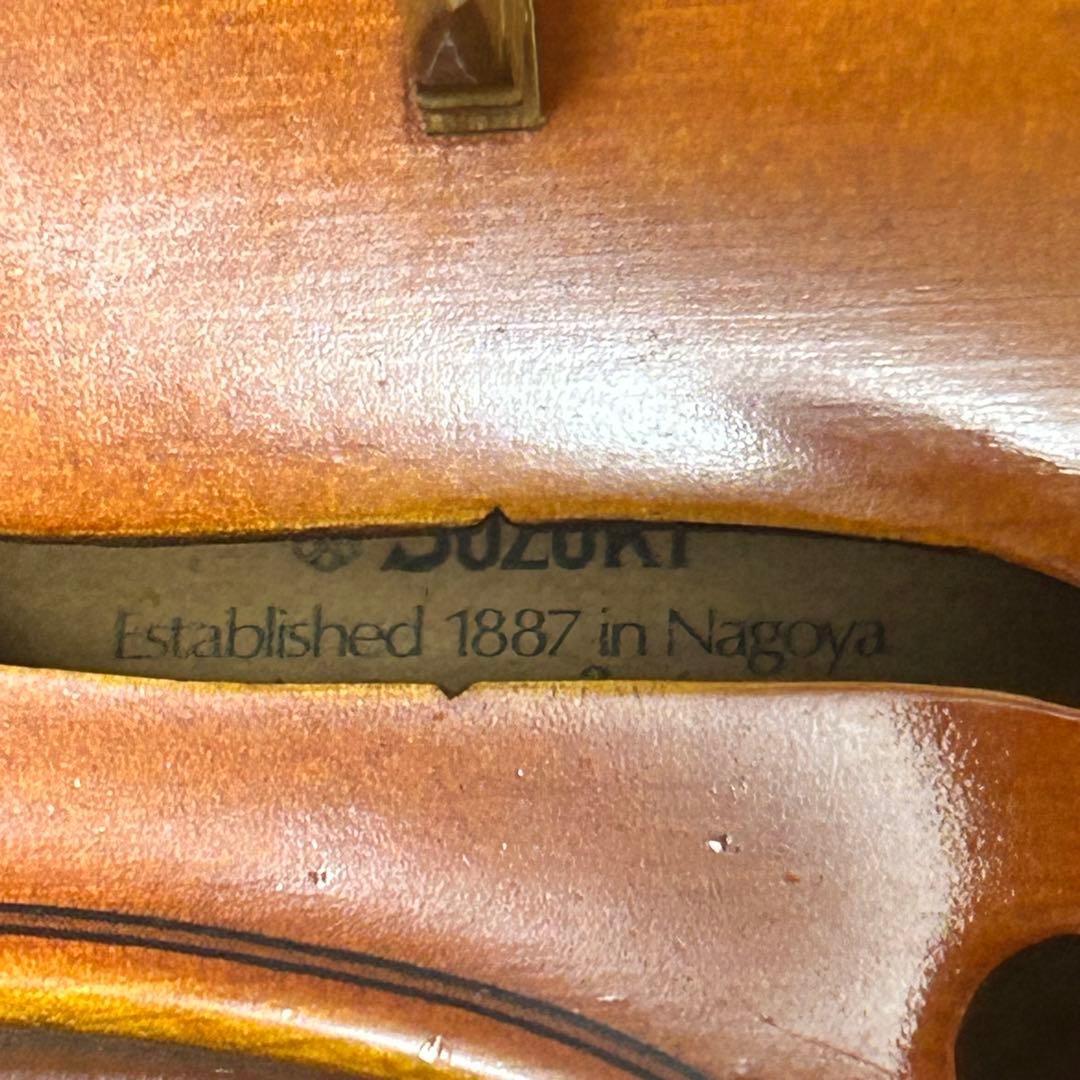 SUZUKI
Established 1887 in Nagoya